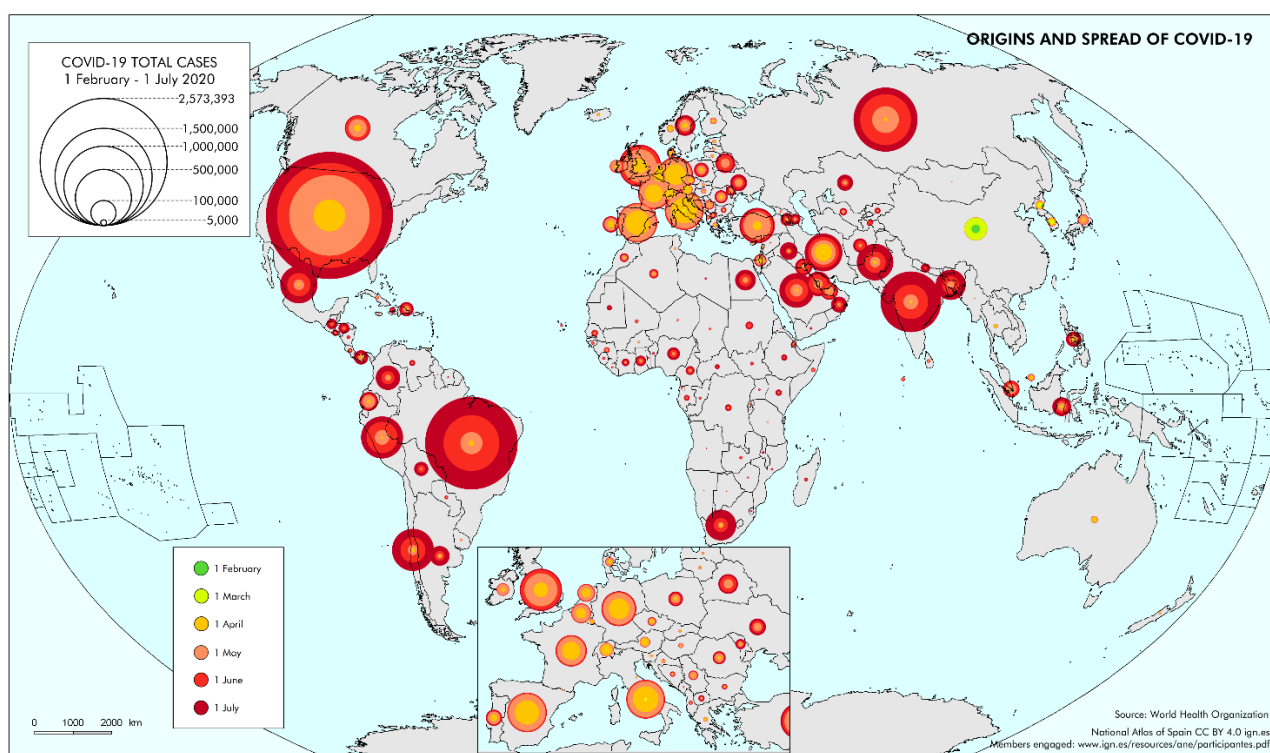 ORIGINS AND SPREAD OF COVID-19
COVID-19 TOTAL CASES
1 February - 1 July 2020
2,573,393
1,500,000
1,000,000
500,000
100,000
5,000
1 February
1 March
1 April
1 May
1 June
1 July
0 1000 2000 km
Source: World Health Organization
National Atlas of Spain CC BY 4.0 ign.es
Members engaged: www.ign.es/resources/ane/participantes.pdf